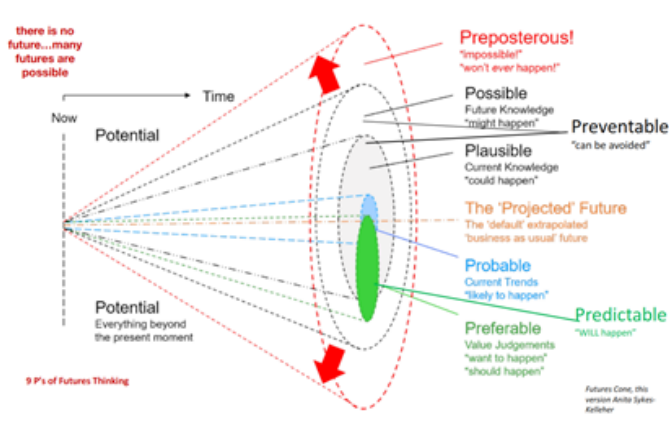 there is no
future...many
futures are
possible
Time
Now
Potential
Potential
Everything beyond
the present moment
9 P's of Futures Thinking
Preposterous!
"impossible!"
"won't ever happen!"
Possible
Future Knowledge
"might happen"
Preventable
"can be avoided"
Plausible
Current Knowledge
"could happen"
The 'Projected' Future
The 'default' extrapolated
'business as usual' future
Probable
Current Trends
"likely to happen"
Predictable
"WILL happen"
Preferable
Value Judgements
"want to happen"
"should happen"
Futures Cone, this
version Anita Sykes-
Kelleher